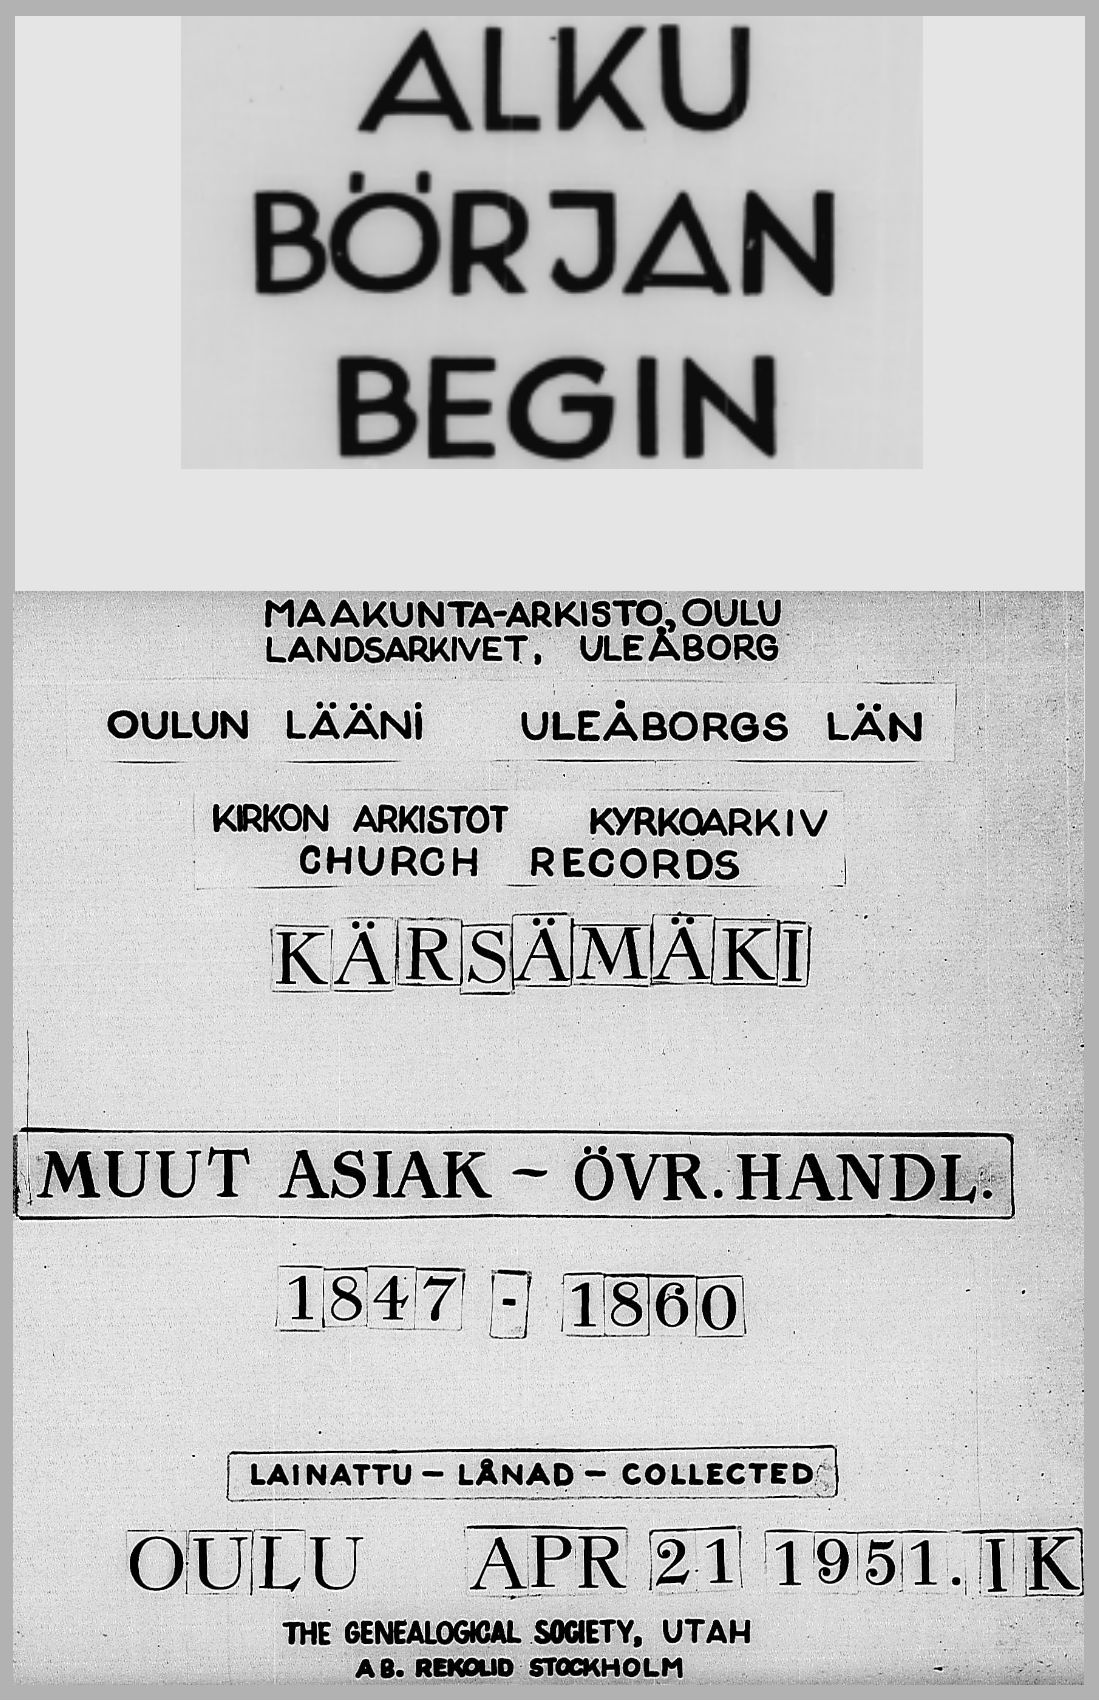 ALKU
BÖRJAN
BEGIN
MAAKUNTA-ARKISTO, OULU
LANDSARKIVET, ULEÅBORG
OULUN LÄÄNI ULEÅBORGS LÄN
KIRKON ARKISTOT KYRKOARKIV
CHURCH RECORDS
KÄRSÄMÄKI
MUUT ASIAK - ÖVR. HANDL.
1847 - 1860
LAINATTU - LÅNAD - COLLECTED
OULU APR 21 1951. IK
THE GENEALOGICAL SOCIETY, UTAH
AB. REKOLID STOCKHOLM